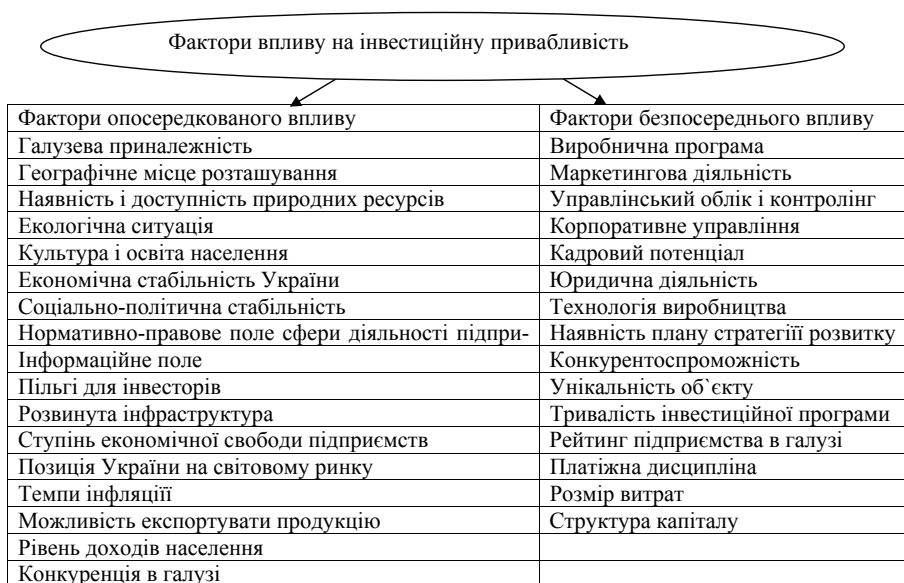 Фактори впливу на інвестиційну привабливість
Фактори опосередкованого впливу Фактори безпосереднього впливу
Галузева приналежність Виробнича програма
Географічне місце розташування Маркетингова діяльність
Наявність і доступність природних ресурсів Управлінський облік і контролінг
Екологічна ситуація Корпоративне управління
Культура і освіта населення Кадровий потенціал
Економічна стабільність України Юридична діяльність
Соціально-політична стабільність Технологія виробництва
Нормативно-правове поле сфери діяльності підпри- Наявність плану стратегіїї розвитку
Інформаційне поле Конкурентоспроможність
Пільгі для інвесторів Унікальність об`єкту
Розвинута інфраструктура Тривалість інвестиційної програми
Ступінь економічної свободи підприємств Рейтинг підприємства в галузі
Позиція України на світовому ринку Платіжна дисципліна
Темпи інфляціїї Розмір витрат
Можливість експортувати продукцію Структура капіталу
Рівень доходів населення
Конкуренція в галузі